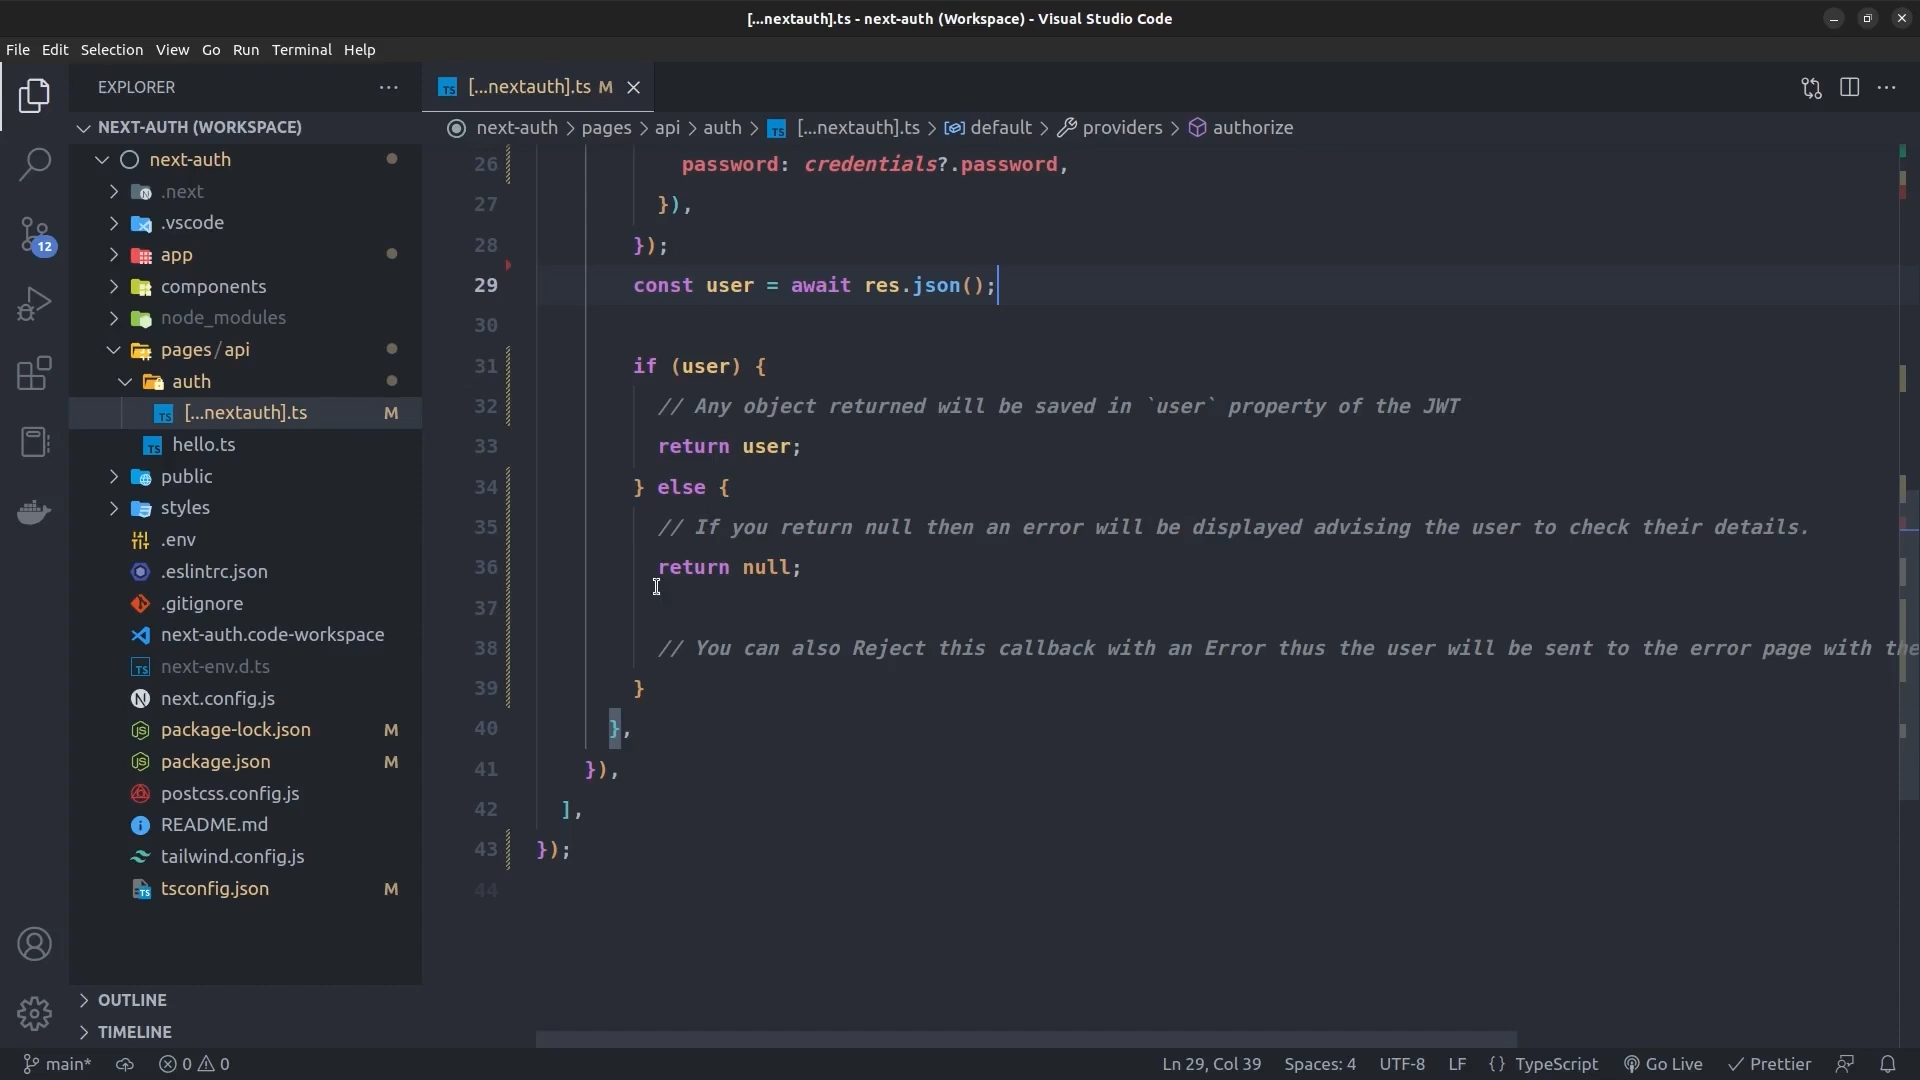 [...nextauth].ts - next-auth (Workspace) - Visual Studio Code
File Edit Selection View Go Run Terminal Help
EXPLORER
NEXT-AUTH (WORKSPACE)
next-auth
.next
.vscode
app
components
node_modules
pages/api
auth
[...nextauth].ts M
hello.ts
public
styles
.env
.eslintrc.json
.gitignore
next-auth.code-workspace
next-env.d.ts
next.config.js
package-lock.json M
package.json M
postcss.config.js
README.md
tailwind.config.js
tsconfig.json M
OUTLINE
TIMELINE
12
TS [...nextauth].ts M
next-auth > pages > api > auth > TS [...nextauth].ts > default > providers > authorize
26 password: credentials?.password,
27 }),
28 });
29 const user = await res.json();
30
31 if (user) {
32 // Any object returned will be saved in `user` property of the JWT
33 return user;
34 } else {
35 // If you return null then an error will be displayed advising the user to check their details.
36 return null;
37
38 // You can also Reject this callback with an Error thus the user will be sent to the error page with the
39 }
40 },
41 }),
42 ],
43 });
44
main* 0 0 Ln 29, Col 39 Spaces: 4 UTF-8 LF {} TypeScript Go Live Prettier